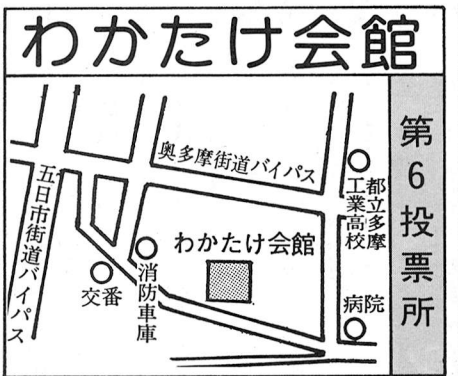 わかたけ会館
第6投票所
奥多摩街道バイパス
五日市街道バイパス
都立多摩
工業高校
わかたけ会館
消防車庫
交番
病院